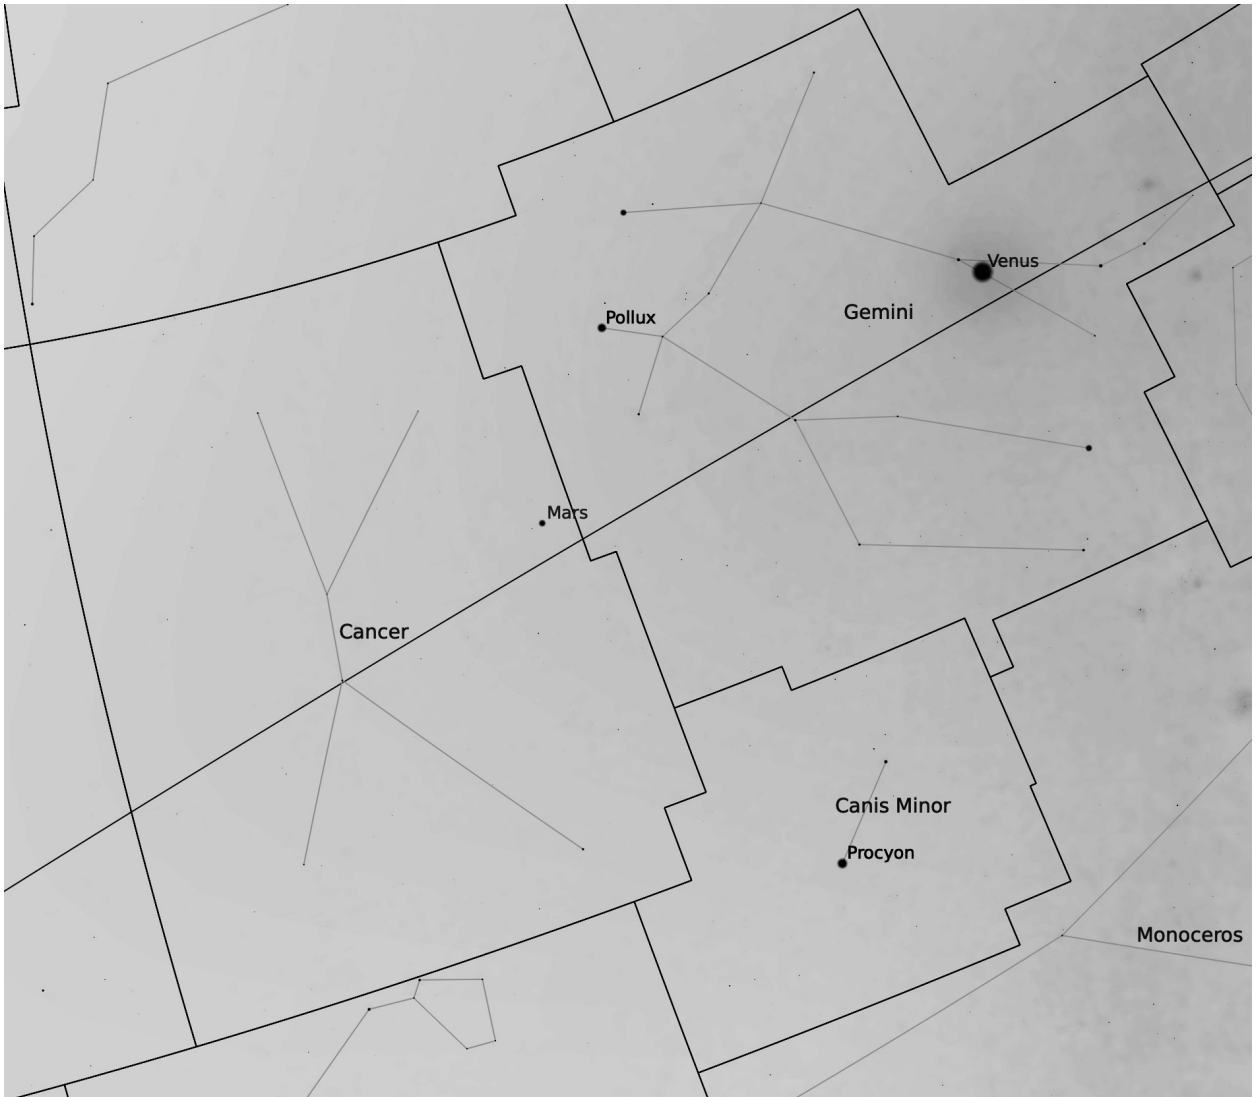 Venus
Gemini
Pollux
Mars
Cancer
Canis Minor
Procyon
Monoceros